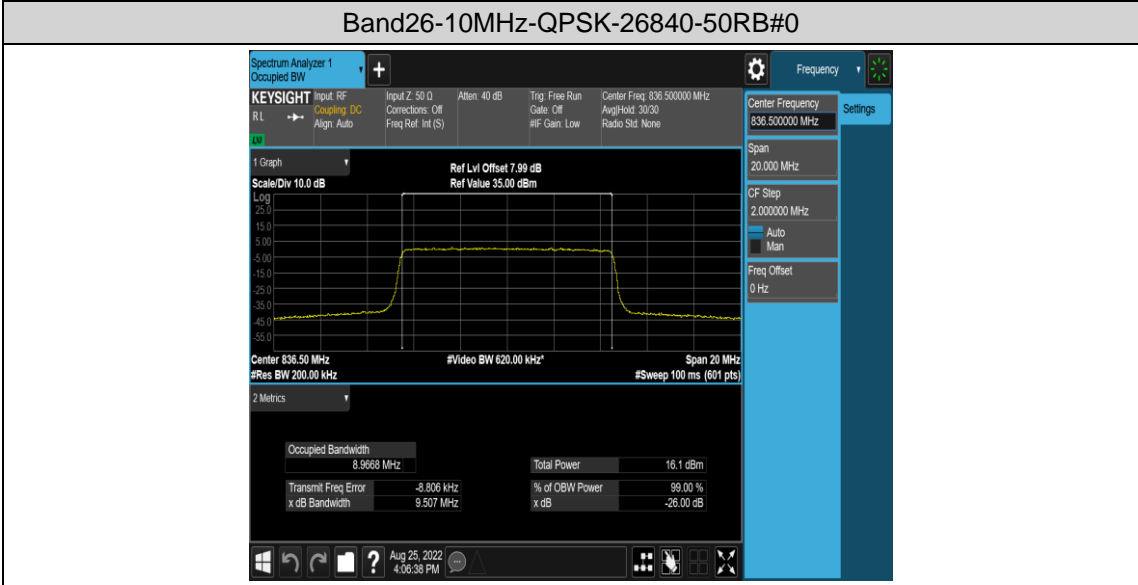 Band26-10MHz-QPSK-26840-50RB#0
Spectrum Analyzer 1
Occupied BW
+
Frequency
KEYSIGHT
R L
LXI
Input: RF
Coupling: DC
Align: Auto
Input Z: 50 Ω
Corrections: Off
Freq Ref: Int (S)
Atten: 40 dB
Trig: Free Run
Gate: Off
#IF Gain: Low
Center Freq: 836.500000 MHz
Avg|Hold: 30/30
Radio Std: None
Center Frequency
836.500000 MHz
Settings
Span
20.000 MHz
CF Step
2.000000 MHz
Auto
Man
Freq Offset
0 Hz
1 Graph
Scale/Div 10.0 dB
Ref Lvl Offset 7.99 dB
Ref Value 35.00 dBm
Log
25.0
15.0
5.00
-5.00
-15.0
-25.0
-35.0
-45.0
-55.0
Center 836.50 MHz
#Video BW 620.00 kHz*
Span 20 MHz
#Res BW 200.00 kHz
#Sweep 100 ms (601 pts)
2 Metrics
Occupied Bandwidth
8.9668 MHz
Total Power 16.1 dBm
Transmit Freq Error -8.806 kHz
% of OBW Power 99.00 %
x dB Bandwidth 9.507 MHz
x dB -26.00 dB
?
Aug 25, 2022
4:06:38 PM